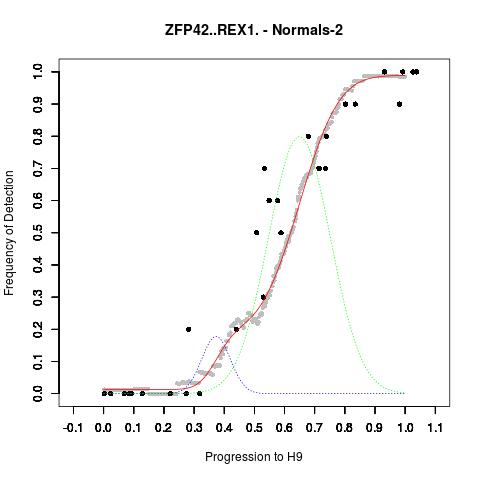 ZFP42..REX1. - Normals-2
Frequency of Detection
1.0
0.9
0.8
0.7
0.6
0.5
0.4
0.3
0.2
0.1
0.0
-0.1 0.0 0.1 0.2 0.3 0.4 0.5 0.6 0.7 0.8 0.9 1.0 1.1
Progression to H9